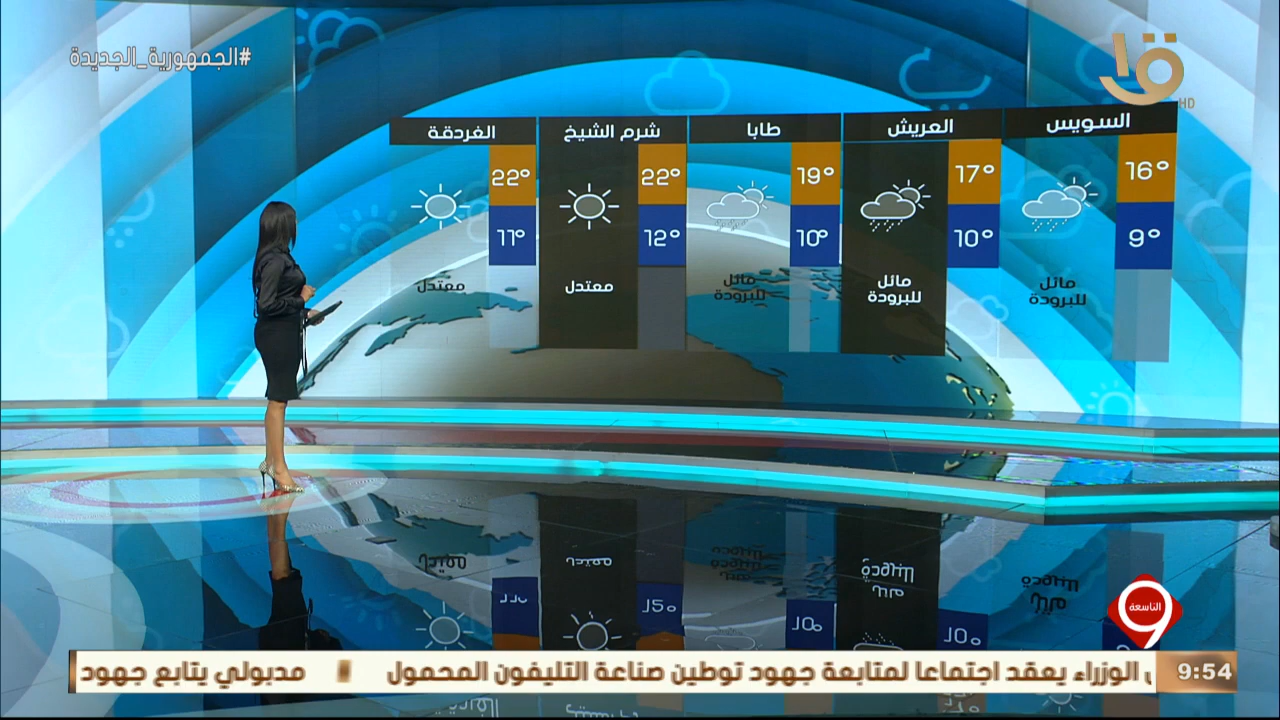 #الجمهورية_الجديدة
HD
السويس
16°
9°
مائل
للبرودة
العريش
17°
10°
مائل
للبرودة
طابا
19°
10°
مائل
للبرودة
شرم الشيخ
22°
12°
معتدل
الغردقة
22°
11°
معتدل
التاسعة
9
9:54
الوزراء يعقد اجتماعا لمتابعة جهود توطين صناعة التليفون المحمول
مدبولي يتابع جهود